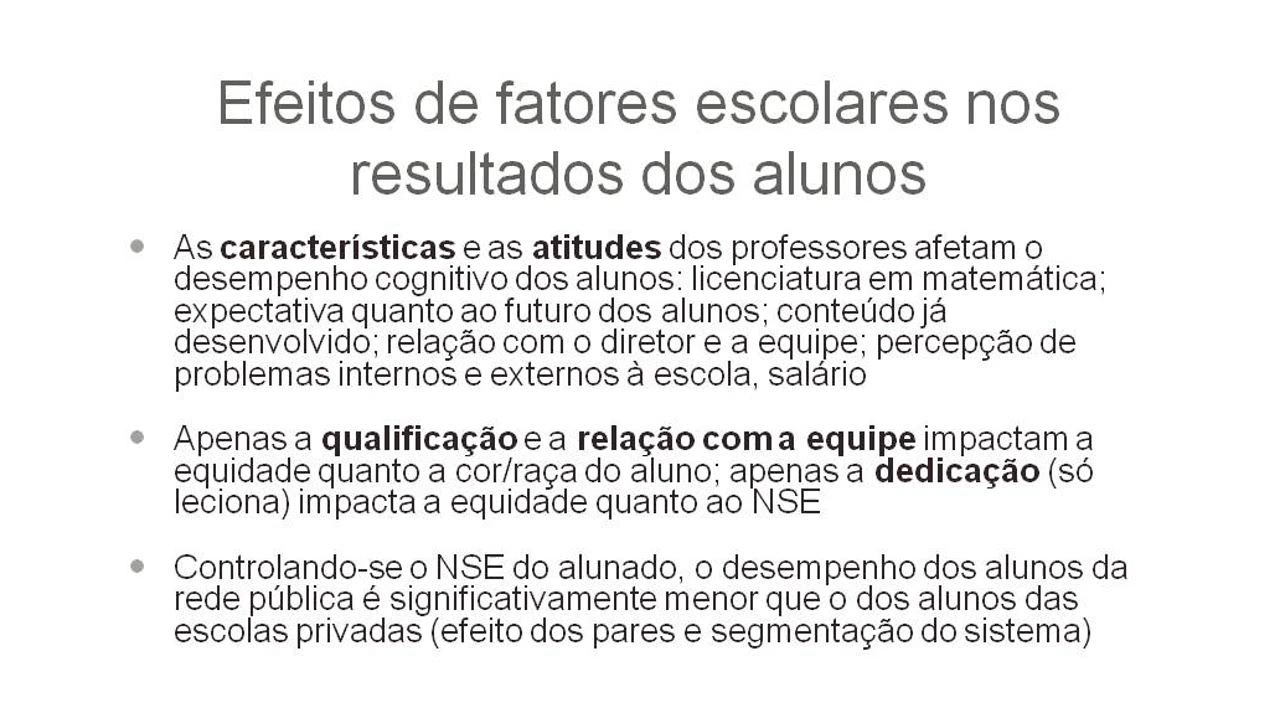 Efeitos de fatores escolares nos
resultados dos alunos
As características e as atitudes dos professores afetam o
desempenho cognitivo dos alunos: licenciatura em matemática;
expectativa quanto ao futuro dos alunos; conteúdo já
desenvolvido; relação com o diretor e a equipe; percepção de
problemas internos e externos à escola, salário
Apenas a qualificação e a relação com a equipe impactam a
equidade quanto a cor/raça do aluno; apenas a dedicação (só
leciona) impacta a equidade quanto ao NSE
Controlando-se o NSE do alunado, o desempenho dos alunos da
rede pública é significativamente menor que o dos alunos das
escolas privadas (efeito dos pares e segmentação do sistema)